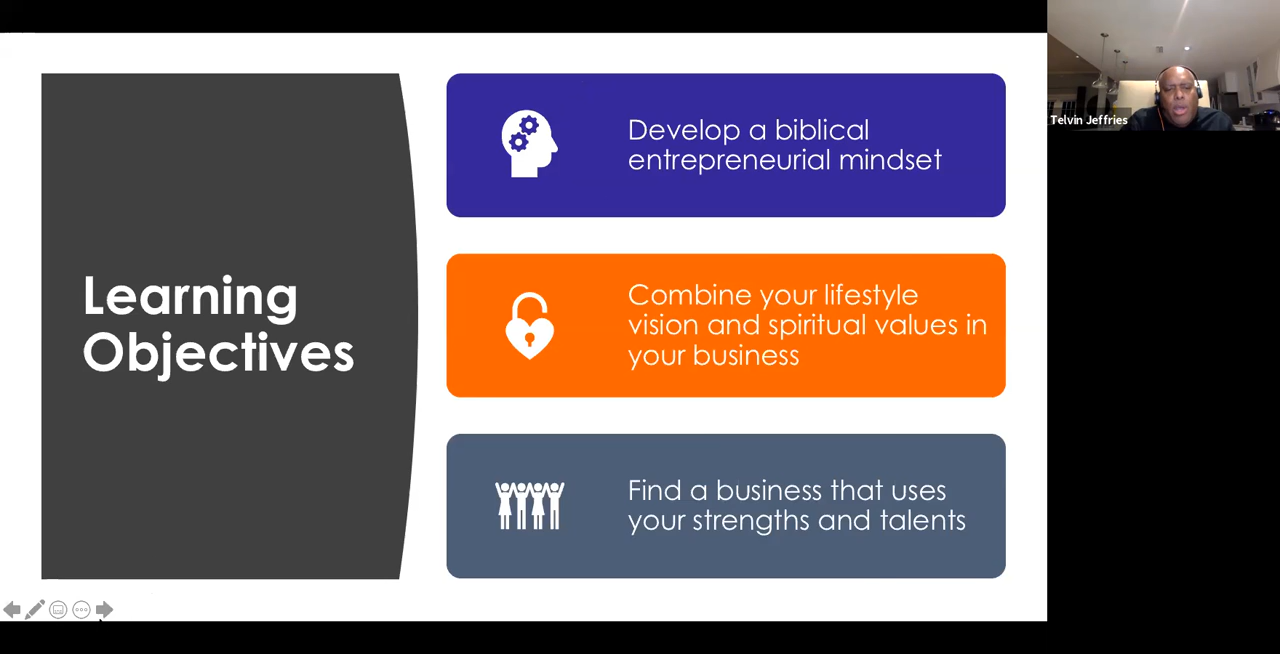 Learning
Objectives
Develop a biblical
entrepreneurial mindset
Combine your lifestyle
vision and spiritual values in
your business
Find a business that uses
your strengths and talents
Telvin Jeffries